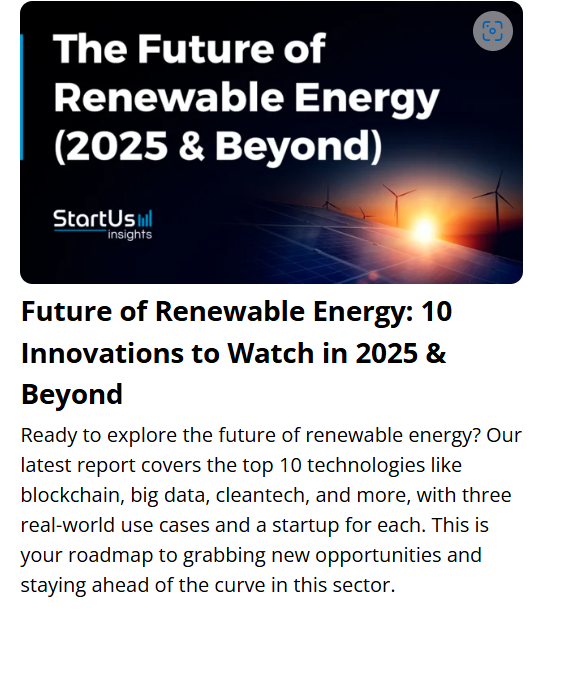 The Future of
Renewable Energy
(2025 & Beyond)
StartUs
insights
Future of Renewable Energy: 10
Innovations to Watch in 2025 &
Beyond
Ready to explore the future of renewable energy? Our
latest report covers the top 10 technologies like
blockchain, big data, cleantech, and more, with three
real-world use cases and a startup for each. This is
your roadmap to grabbing new opportunities and
staying ahead of the curve in this sector.